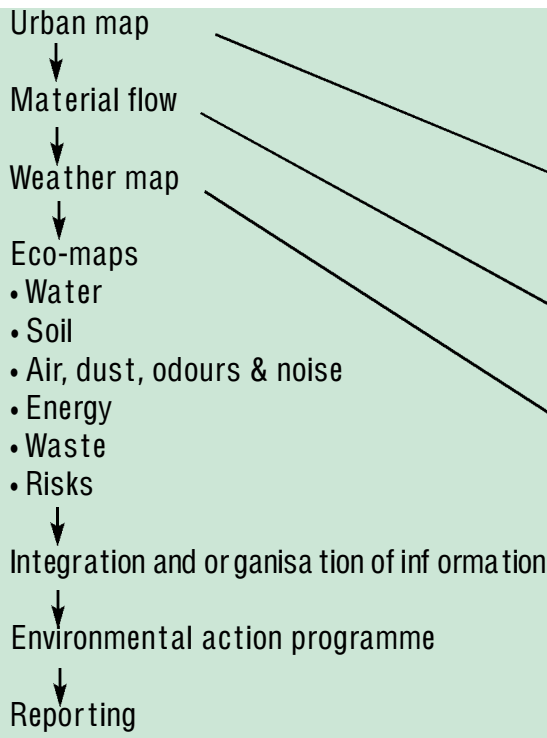 Urban map
Material flow
Weather map
Eco-maps
• Water
• Soil
• Air, dust, odours & noise
• Energy
• Waste
• Risks
Integration and organisation of information
Environmental action programme
Reporting